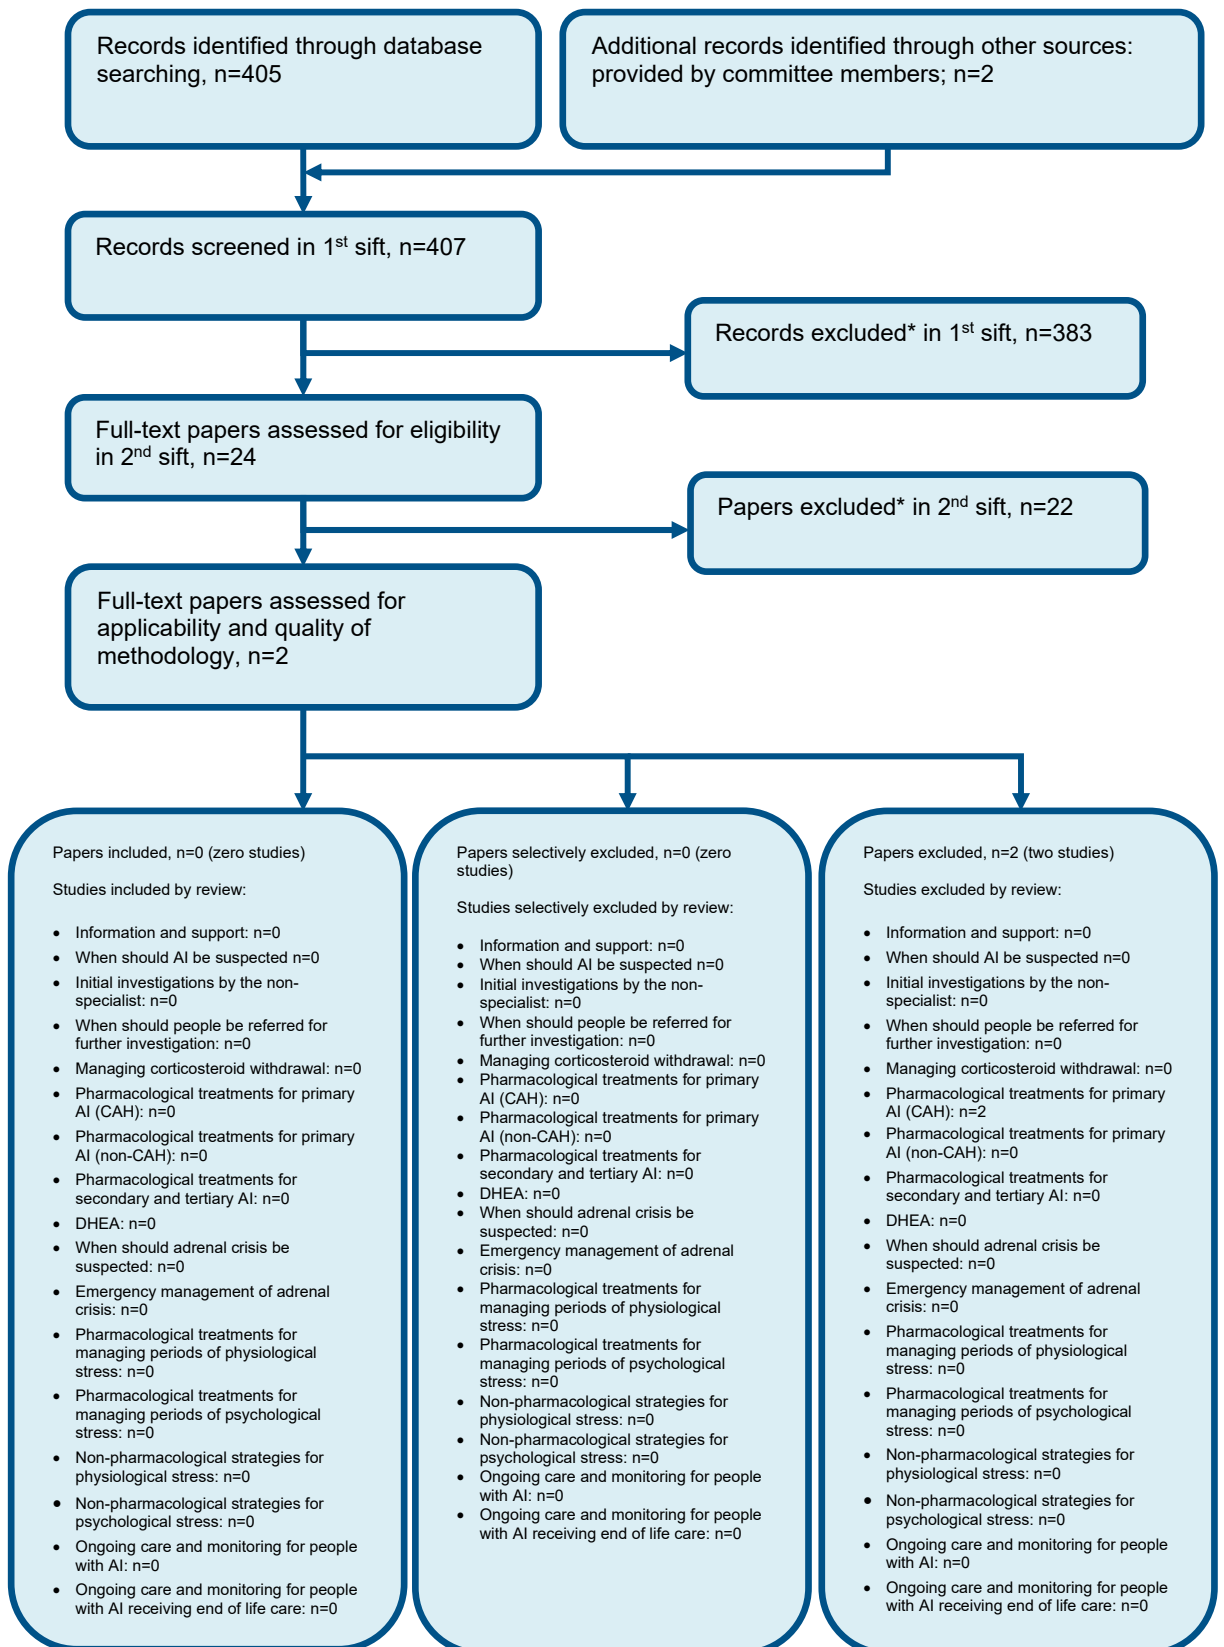 Records identified through database
searching, n=405
Additional records identified through other sources:
provided by committee members; n=2
Records screened in 1st sift, n=407
Records excluded* in 1st sift, n=383
Full-text papers assessed for eligibility
in 2nd sift, n=24
Papers excluded* in 2nd sift, n=22
Full-text papers assessed for
applicability and quality of
methodology, n=2
Papers included, n=0 (zero studies)
Studies included by review:
• Information and support: n=0
• When should AI be suspected n=0
• Initial investigations by the non-
specialist: n=0
• When should people be referred for
further investigation: n=0
• Managing corticosteroid withdrawal: n=0
• Pharmacological treatments for primary
AI (CAH): n=0
• Pharmacological treatments for primary
AI (non-CAH): n=0
• Pharmacological treatments for
secondary and tertiary AI: n=0
• DHEA: n=0
• When should adrenal crisis be
suspected: n=0
• Emergency management of adrenal
crisis: n=0
• Pharmacological treatments for
managing periods of physiological
stress: n=0
• Pharmacological treatments for
managing periods of psychological
stress: n=0
• Non-pharmacological strategies for
physiological stress: n=0
• Non-pharmacological strategies for
psychological stress: n=0
• Ongoing care and monitoring for people
with AI: n=0
• Ongoing care and monitoring for people
with AI receiving end of life care: n=0
Papers selectively excluded, n=0 (zero
studies)
Studies selectively excluded by review:
• Information and support: n=0
• When should AI be suspected n=0
• Initial investigations by the non-
specialist: n=0
• When should people be referred for
further investigation: n=0
• Managing corticosteroid withdrawal: n=0
• Pharmacological treatments for primary
AI (CAH): n=0
• Pharmacological treatments for primary
AI (non-CAH): n=0
• Pharmacological treatments for
secondary and tertiary AI: n=0
• DHEA: n=0
• When should adrenal crisis be
suspected: n=0
• Emergency management of adrenal
crisis: n=0
• Pharmacological treatments for
managing periods of physiological
stress: n=0
• Pharmacological treatments for
managing periods of psychological
stress: n=0
• Non-pharmacological strategies for
physiological stress: n=0
• Non-pharmacological strategies for
psychological stress: n=0
• Ongoing care and monitoring for people
with AI: n=0
• Ongoing care and monitoring for people
with AI receiving end of life care: n=0
Papers excluded, n=2 (two studies)
Studies excluded by review:
• Information and support: n=0
• When should AI be suspected n=0
• Initial investigations by the non-
specialist: n=0
• When should people be referred for
further investigation: n=0
• Managing corticosteroid withdrawal: n=0
• Pharmacological treatments for primary
AI (CAH): n=2
• Pharmacological treatments for primary
AI (non-CAH): n=0
• Pharmacological treatments for
secondary and tertiary AI: n=0
• DHEA: n=0
• When should adrenal crisis be
suspected: n=0
• Emergency management of adrenal
crisis: n=0
• Pharmacological treatments for
managing periods of physiological
stress: n=0
• Pharmacological treatments for
managing periods of psychological
stress: n=0
• Non-pharmacological strategies for
physiological stress: n=0
• Non-pharmacological strategies for
psychological stress: n=0
• Ongoing care and monitoring for people
with AI: n=0
• Ongoing care and monitoring for people
with AI receiving end of life care: n=0